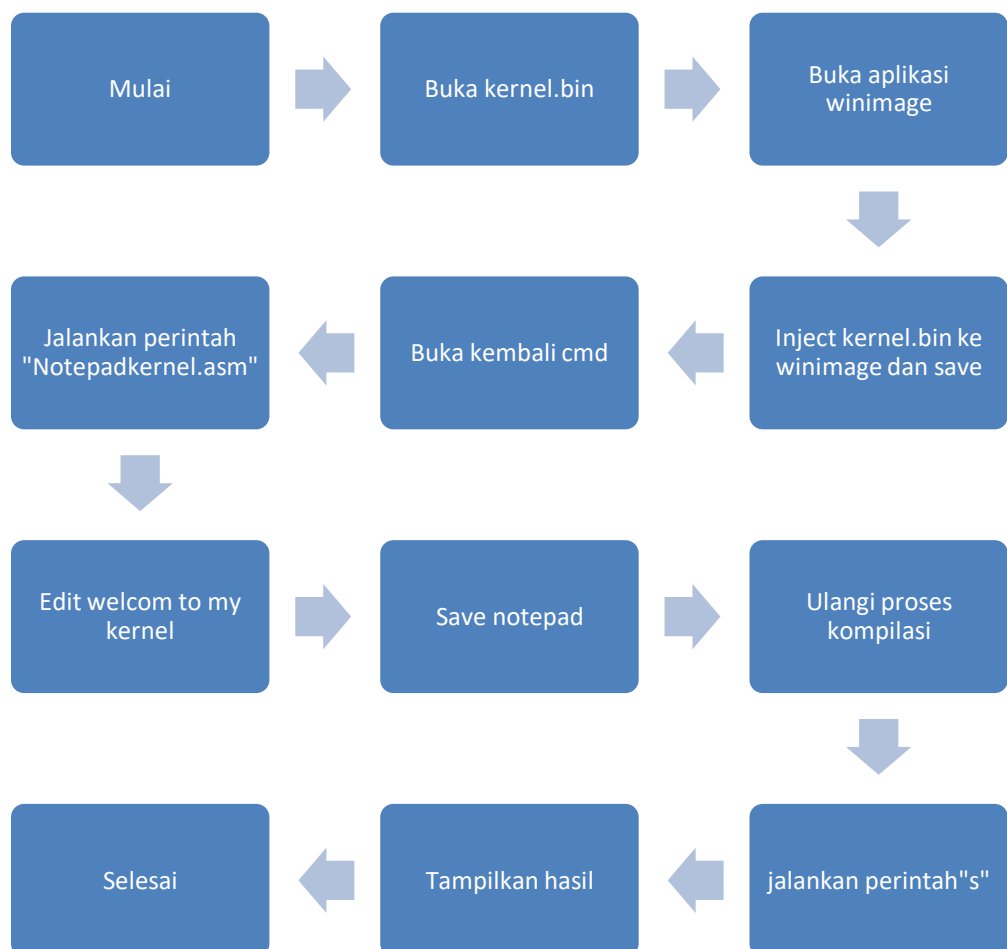 Mulai
Buka kernel.bin
Buka aplikasi
winimage
Inject kernel.bin ke
winimage dan save
Buka kembali cmd
Jalankan perintah
"Notepadkernel.asm"
Edit welcom to my
kernel
Save notepad
Ulangi proses
kompilasi
jalankan perintah"s"
Tampilkan hasil
Selesai